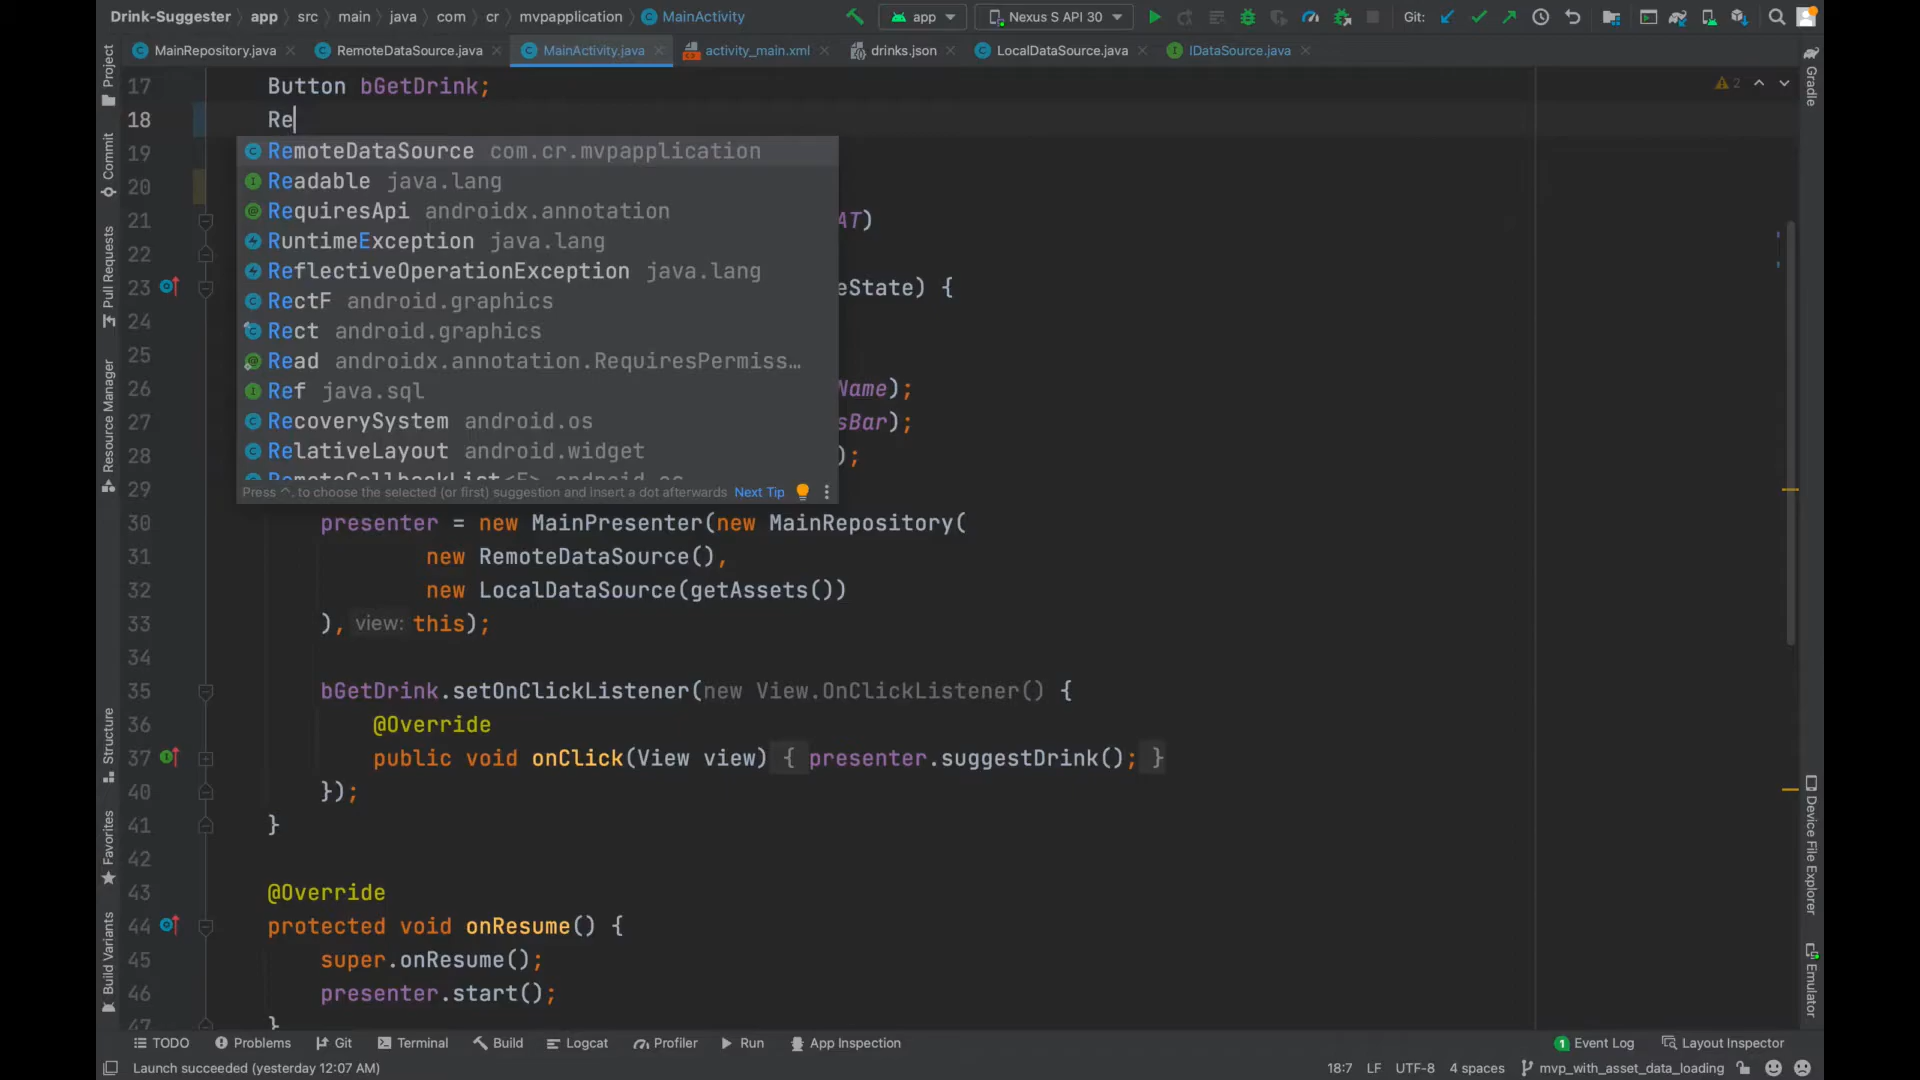 Drink-Suggester › app › src › main › java › com › cr › mvpapplication › MainActivity
app
Nexus S API 30
Git:
MainRepository.java
RemoteDataSource.java
MainActivity.java
activity_main.xml
drinks.json
LocalDataSource.java
IDataSource.java
17 Button bGetDrink;
2
18 Re
RemoteDataSource com.cr.mvpapplication
Readable java.lang
RequiresApi androidx.annotation
RuntimeException java.lang
ReflectiveOperationException java.lang
RectF android.graphics
Rect android.graphics
Read androidx.annotation.RequiresPermiss...
Ref java.sql
RecoverySystem android.os
RelativeLayout android.widget
RemoteCallbackList<E> android.os
Press ^. to choose the selected (or first) suggestion and insert a dot afterwards Next Tip
19
20
21 AT)
22
23 eState) {
24
25
26 Name);
27 sBar);
28 );
29
30 presenter = new MainPresenter(new MainRepository(
31 new RemoteDataSource(),
32 new LocalDataSource(getAssets())
33 ), view: this);
34
35 bGetDrink.setOnClickListener(new View.OnClickListener() {
36 @Override
37 public void onClick(View view) { presenter.suggestDrink(); }
40 });
41 }
42
43 @Override
44 protected void onResume() {
45 super.onResume();
46 presenter.start();
47 }
Project
Commit
Pull Requests
Resource Manager
Structure
Favorites
Build Variants
Gradle
Device File Explorer
Emulator
TODO
Problems
Git
Terminal
Build
Logcat
Profiler
Run
App Inspection
1 Event Log
Layout Inspector
Launch succeeded (yesterday 12:07 AM)
18:7 LF UTF-8 4 spaces mvp_with_asset_data_loading